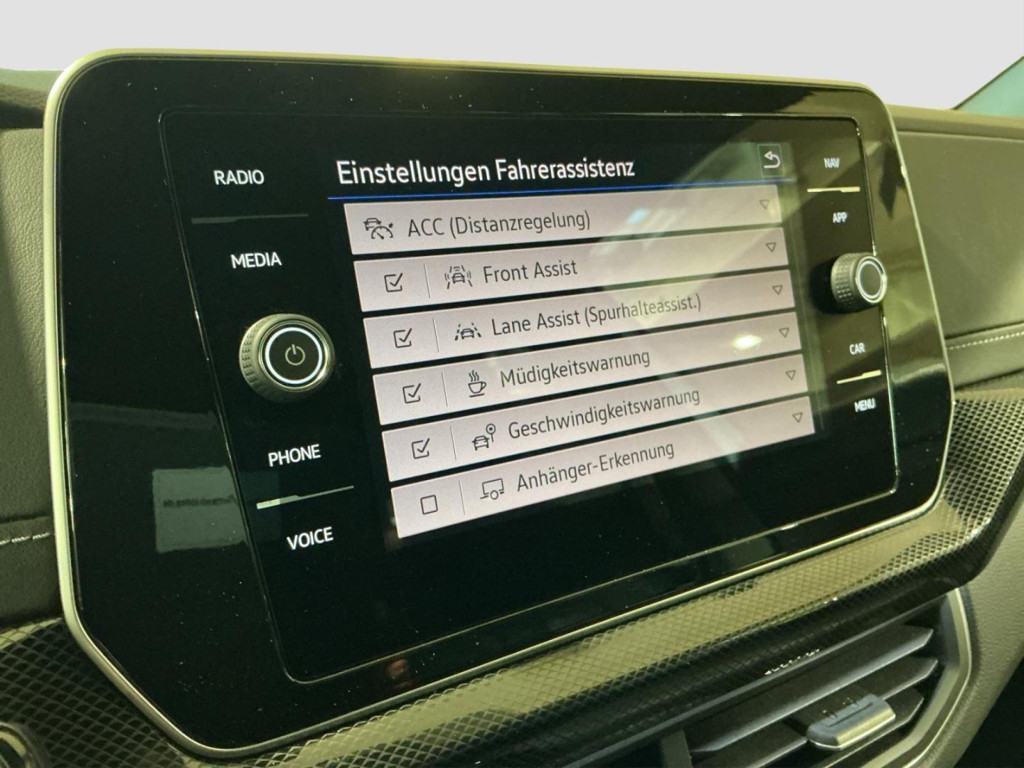 RADIO
MEDIA
PHONE
VOICE
Einstellungen Fahrerassistenz
ACC (Distanzregelung)
Front Assist
Lane Assist (Spurhalteassist.)
Müdigkeitswarnung
Geschwindigkeitswarnung
Anhänger-Erkennung
NAV
APP
CAR
MENU